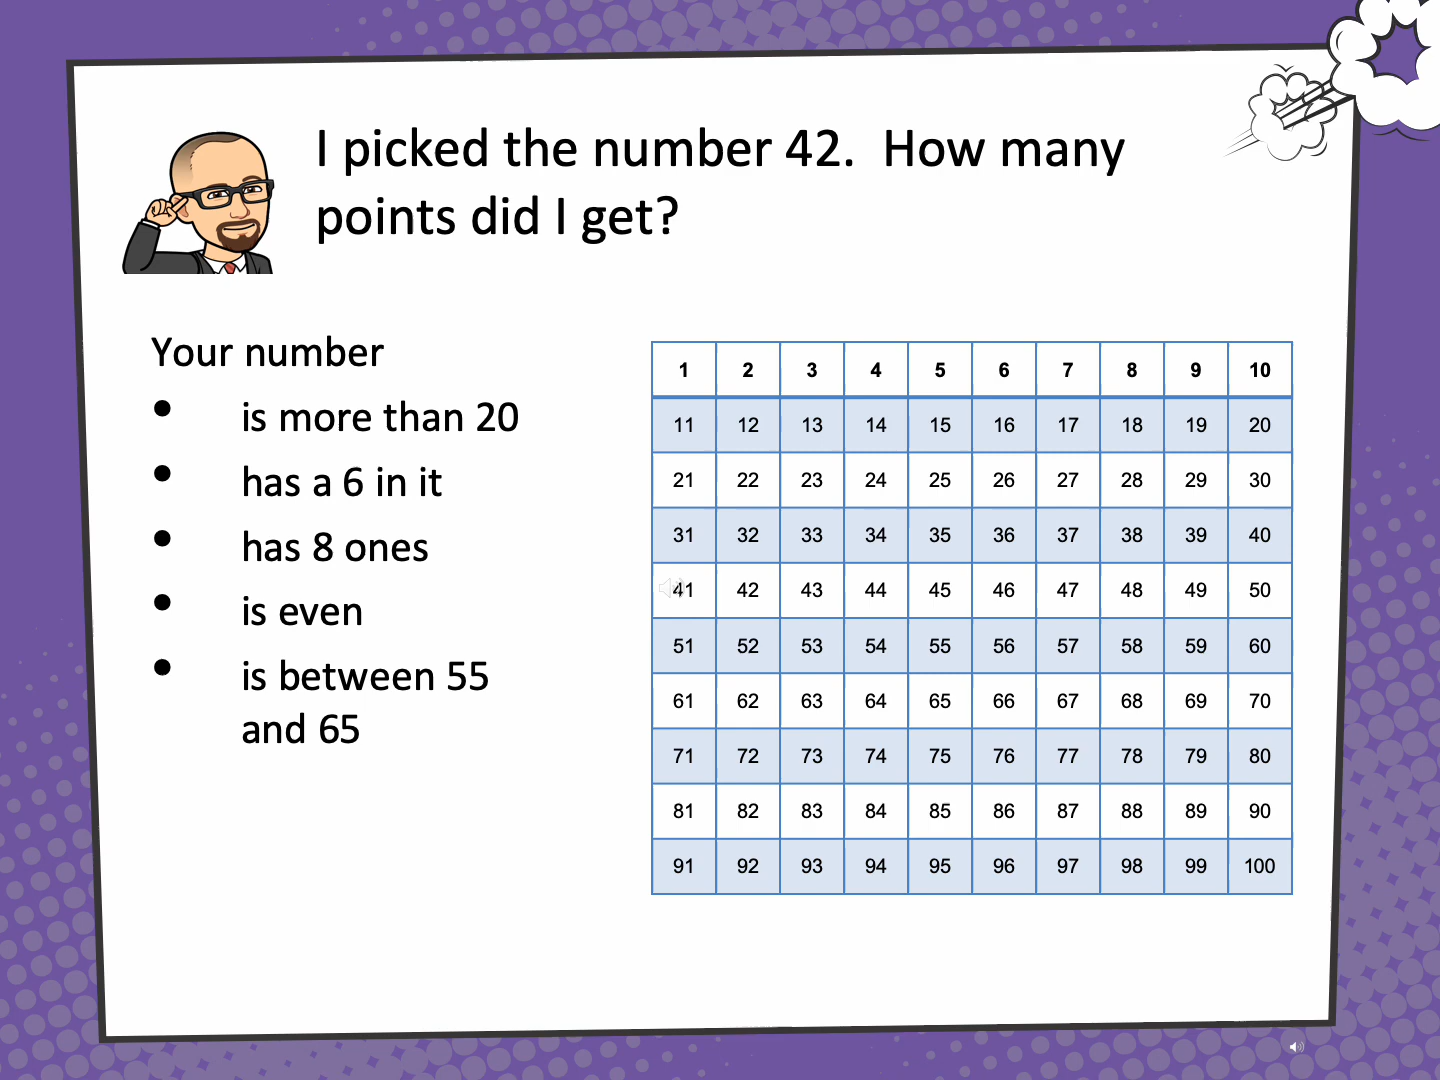 I picked the number 42.  How many
points did I get?
Your number
• is more than 20
• has a 6 in it
• has 8 ones
• is even
• is between 55
and 65
1 2 3 4 5 6 7 8 9 10
11 12 13 14 15 16 17 18 19 20
21 22 23 24 25 26 27 28 29 30
31 32 33 34 35 36 37 38 39 40
41 42 43 44 45 46 47 48 49 50
51 52 53 54 55 56 57 58 59 60
61 62 63 64 65 66 67 68 69 70
71 72 73 74 75 76 77 78 79 80
81 82 83 84 85 86 87 88 89 90
91 92 93 94 95 96 97 98 99 100